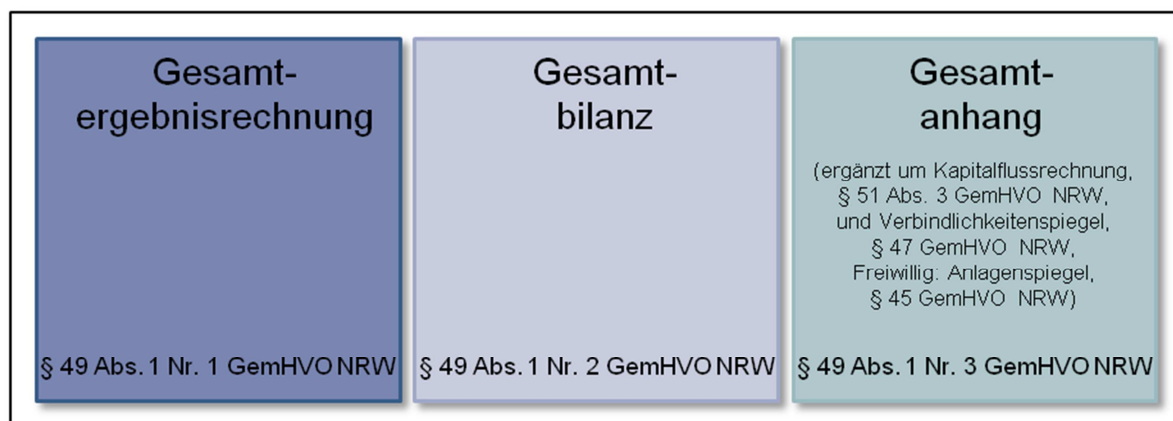 Gesamt-
ergebnisrechnung
§ 49 Abs. 1 Nr. 1 GemHVO NRW
Gesamt-
bilanz
§ 49 Abs. 1 Nr. 2 GemHVO NRW
Gesamt-
anhang
(ergänzt um Kapitalflussrechnung,
§ 51 Abs. 3 GemHVO NRW,
und Verbindlichkeitenspiegel,
§ 47 GemHVO NRW,
Freiwillig: Anlagenspiegel,
§ 45 GemHVO NRW)
§ 49 Abs. 1 Nr. 3 GemHVO NRW